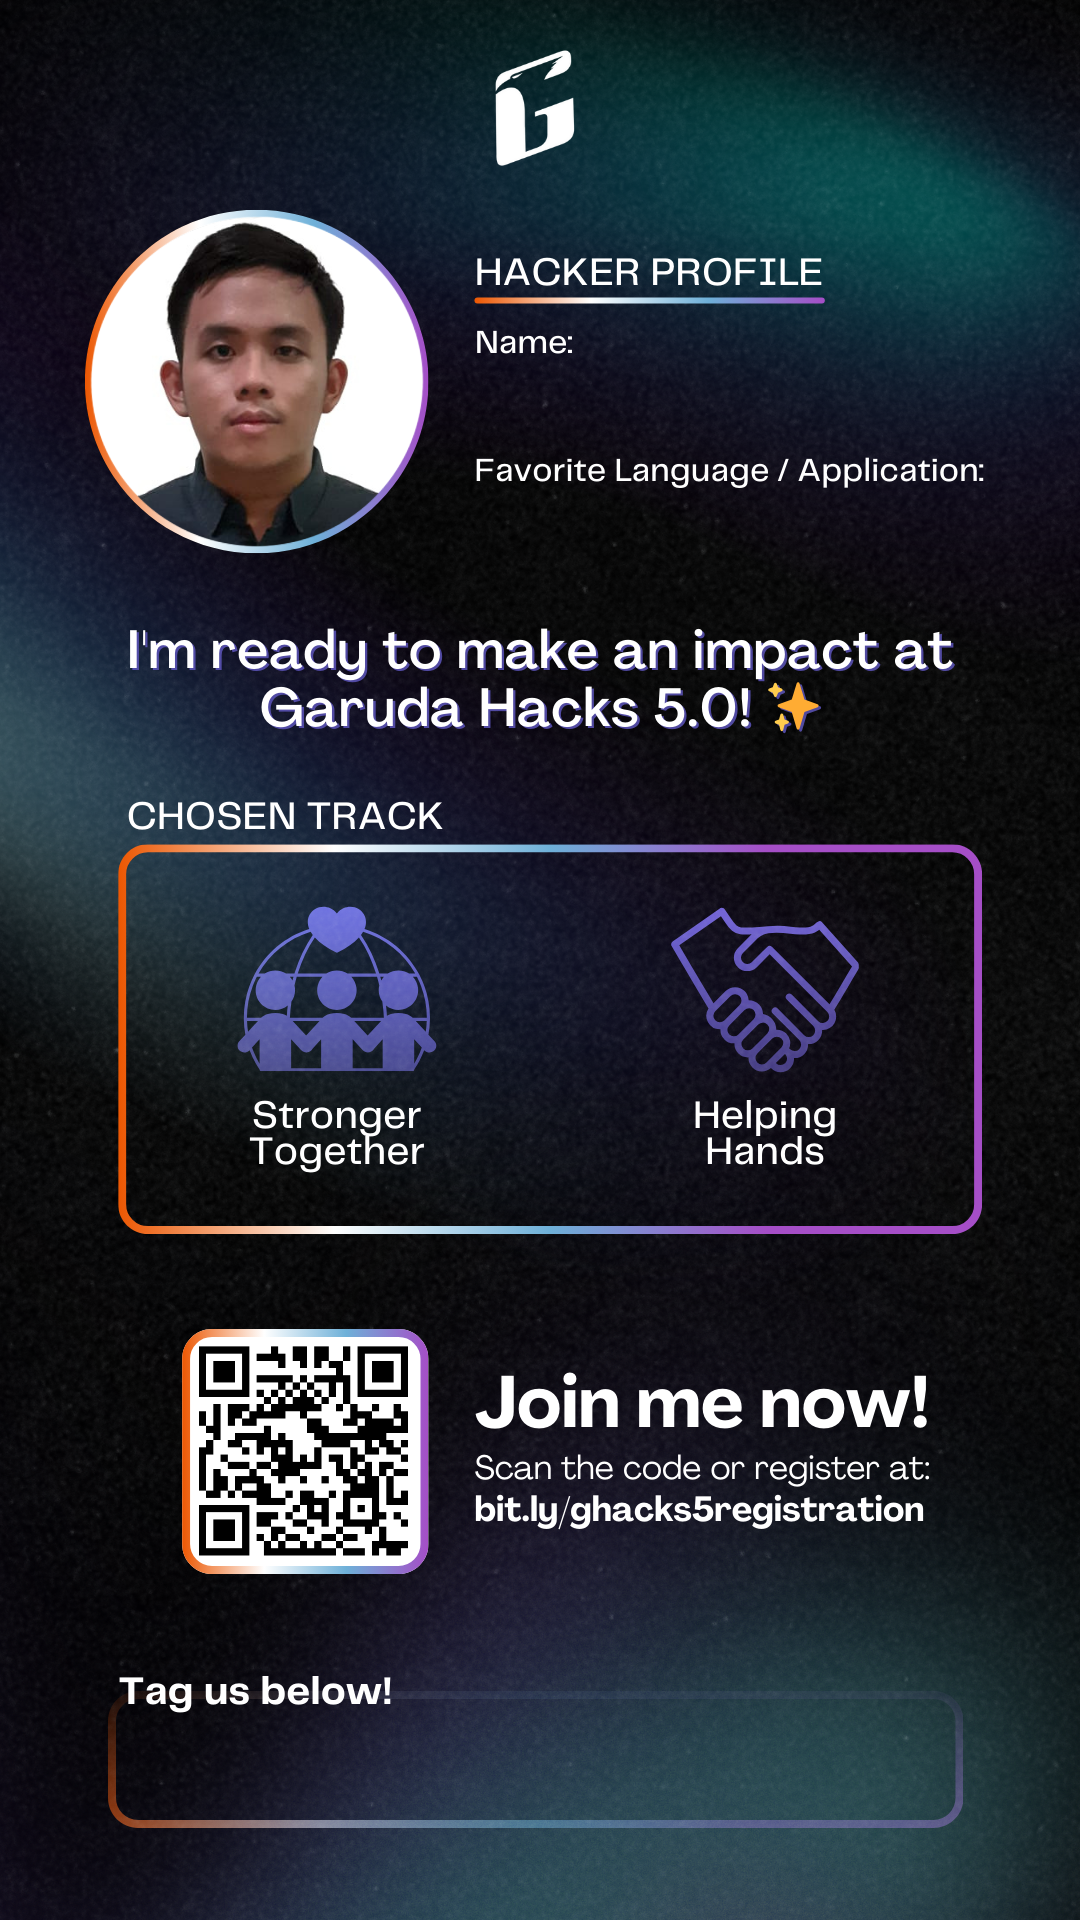 HACKER PROFILE
Name:
Favorite Language / Application:
I'm ready to make an impact at
Garuda Hacks 5.0! ✨
CHOSEN TRACK
Stronger
Together
Helping
Hands
Join me now!
Scan the code or register at:
bit.ly/ghacks5registration
Tag us below!